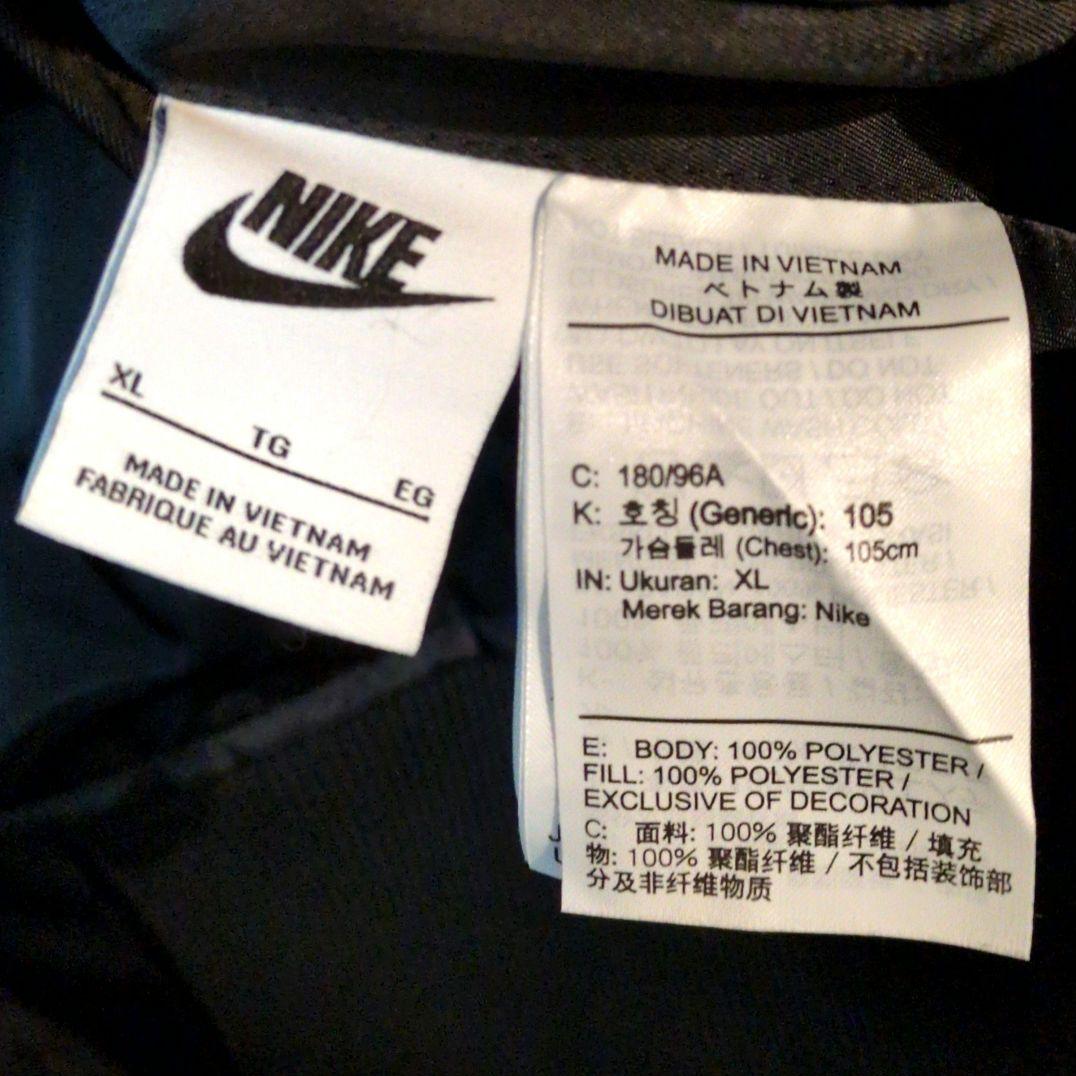 NIKE
XL
TG
EG
MADE IN VIETNAM
FABRIQUE AU VIETNAM
MADE IN VIETNAM
ベトナム製
DIBUAT DI VIETNAM
C: 180/96A
K: 호칭 (Generic): 105
가슴둘레 (Chest): 105cm
IN: Ukuran: XL
Merek Barang: Nike
E: BODY: 100% POLYESTER /
FILL: 100% POLYESTER /
EXCLUSIVE OF DECORATION
C: 面料: 100% 聚酯纤维 / 填充
物: 100% 聚酯纤维 / 不包括装饰部
分及非纤维物质